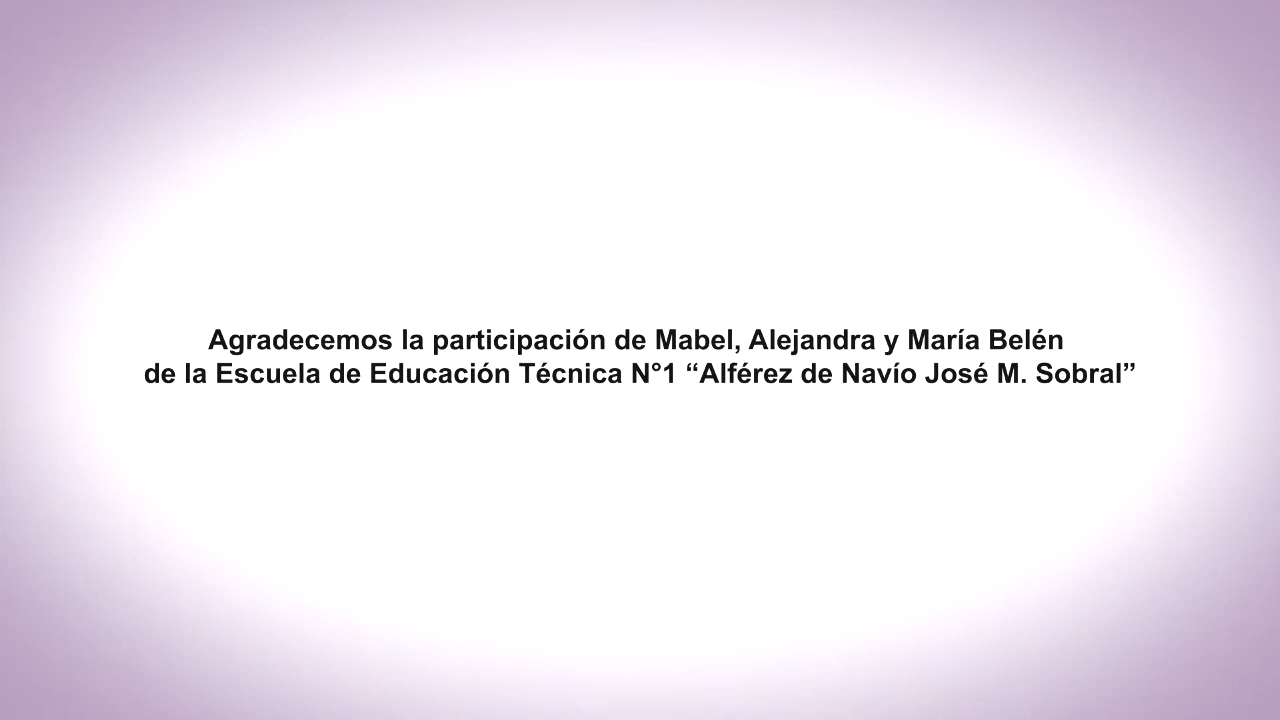 Agradecemos la participación de Mabel, Alejandra y María Belén
de la Escuela de Educación Técnica N°1 “Alférez de Navío José M. Sobral”